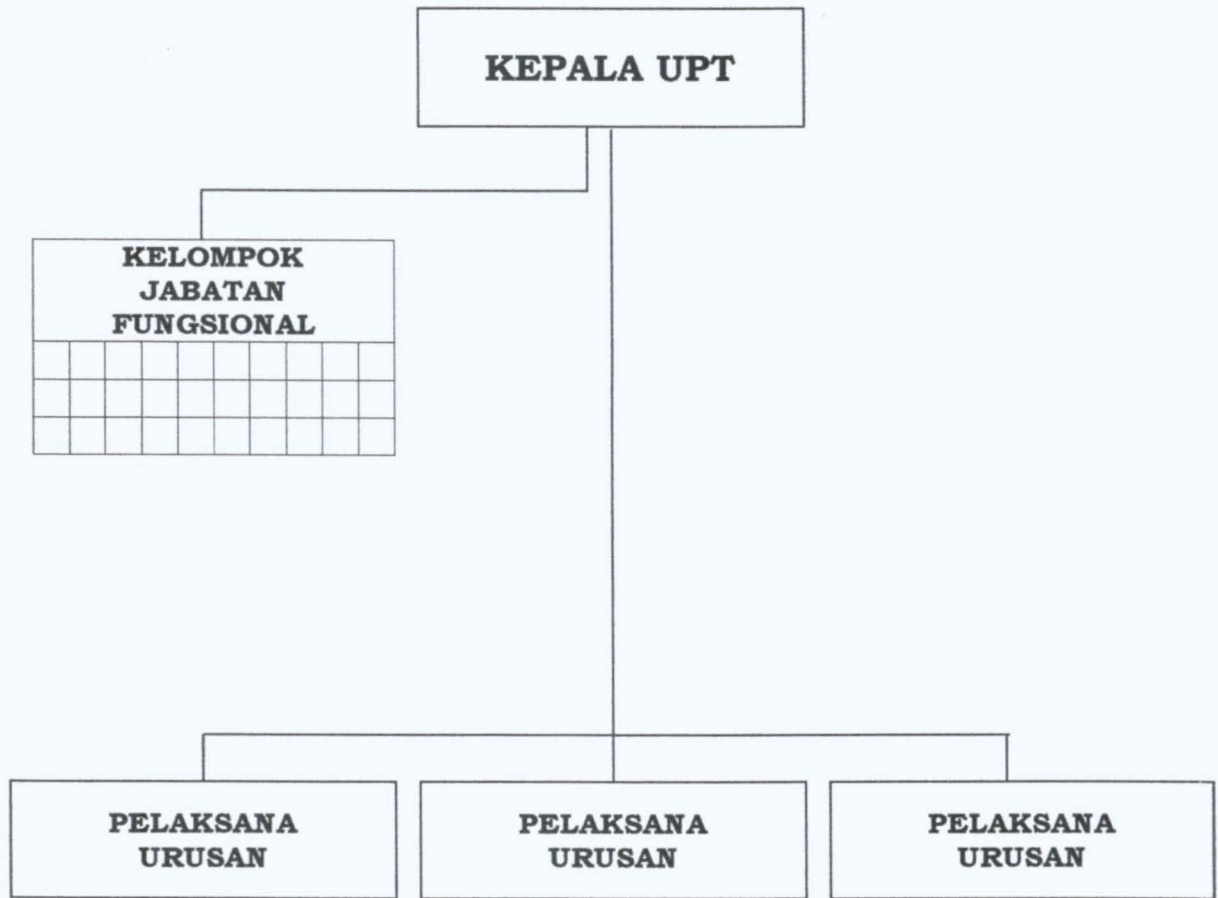 KEPALA UPT
KELOMPOK
JABATAN
FUNGSIONAL
PELAKSANA
URUSAN
PELAKSANA
URUSAN
PELAKSANA
URUSAN